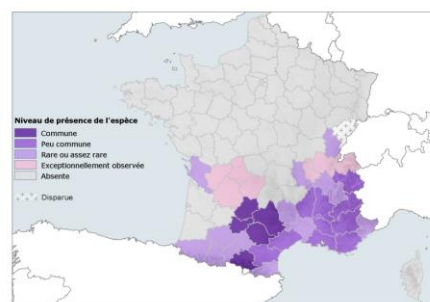 Niveau de présence de l'espèce
Commune
Peu commune
Rare ou assez rare
Exceptionnellement observée
Absente
Disparue